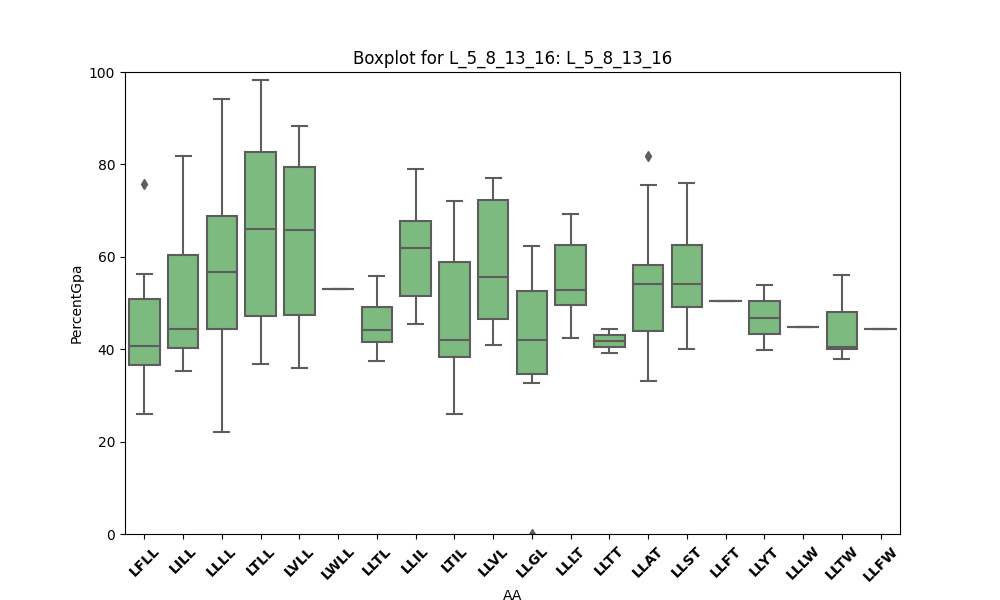 Boxplot for L_5_8_13_16: L_5_8_13_16
100
80
60
40
20
0
PercentGpa
LFLL LILL LLLL LTLL LVLL LWLL LLTL LLIL LTIL LLVL LLGL LLLT LLTT LLAT LLST LLFT LLYT LLLW LLTW LLFW
AA